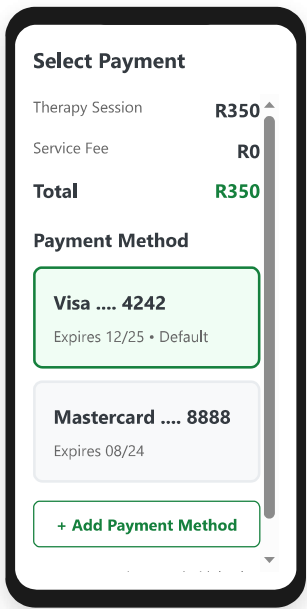 Select Payment
Therapy Session R350
Service Fee R0
Total R350
Payment Method
Visa .... 4242
Expires 12/25 • Default
Mastercard .... 8888
Expires 08/24
+ Add Payment Method